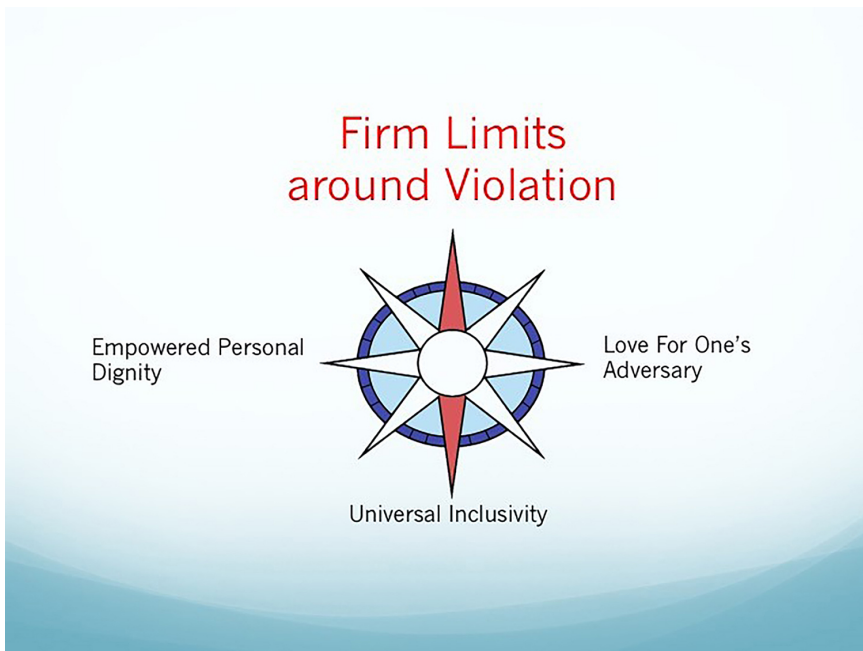 Firm Limits
around Violation
Empowered Personal
Dignity
Love For One's
Adversary
Universal Inclusivity